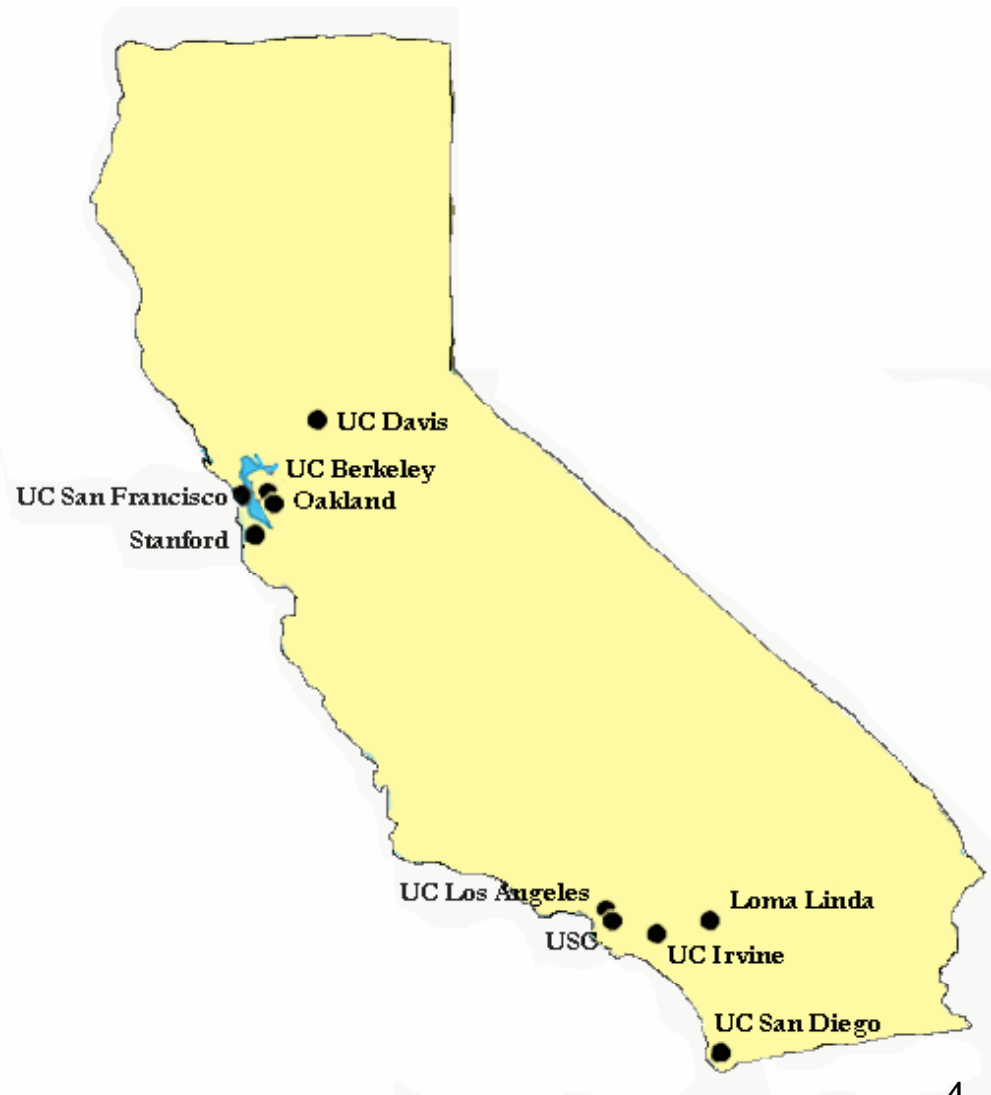 UC Davis
UC Berkeley
UC San Francisco
Oakland
Stanford
UC Los Angeles
Loma Linda
USC
UC Irvine
UC San Diego
4